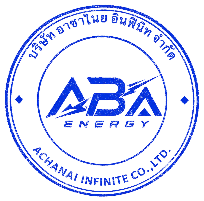 บริษัท อาชาไนย อินฟินิท จำกัด
ABA
ENERGY
ACHANAI INFINITE CO.,LTD.